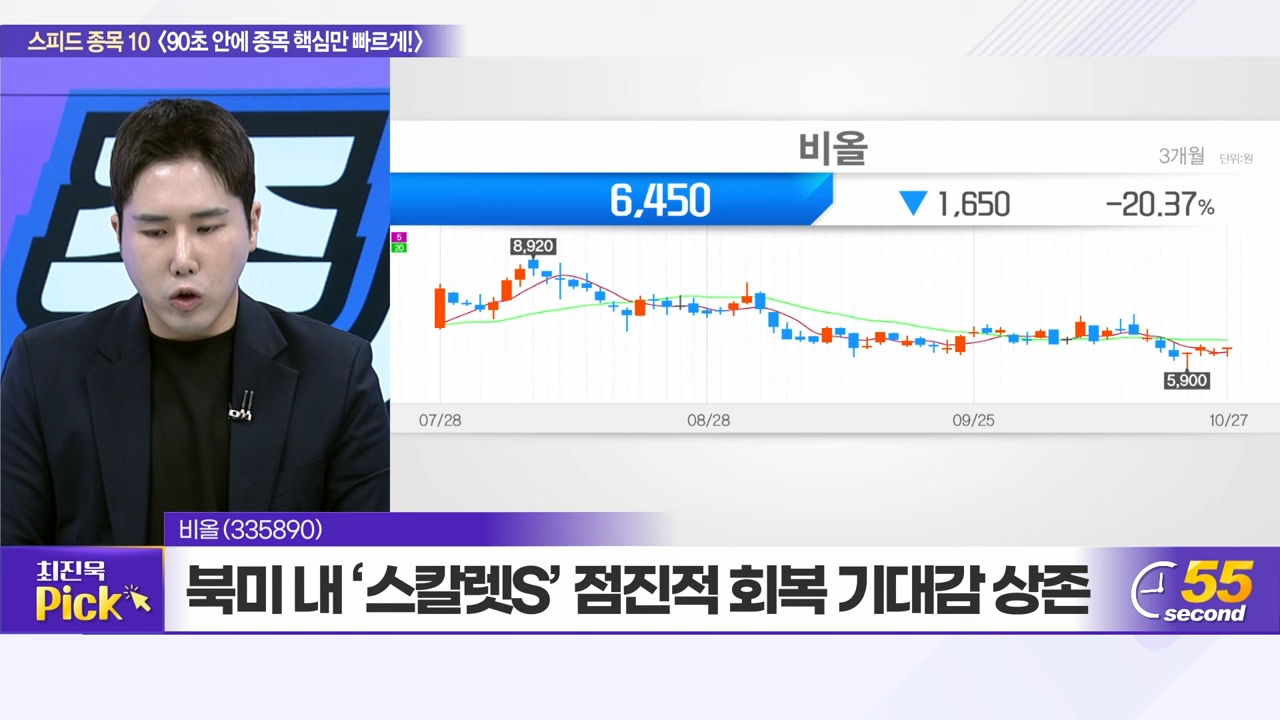 스피드 종목 10 〈90초 안에 종목 핵심만 빠르게!〉
비올
3개월 단위:원
6,450 ▼ 1,650 -20.37%
5
20
8,920
5,900
07/28 08/28 09/25 10/27
비올 (335890)
최진욱
Pick
북미 내 ‘스칼렛S’ 점진적 회복 기대감 상존
55
second